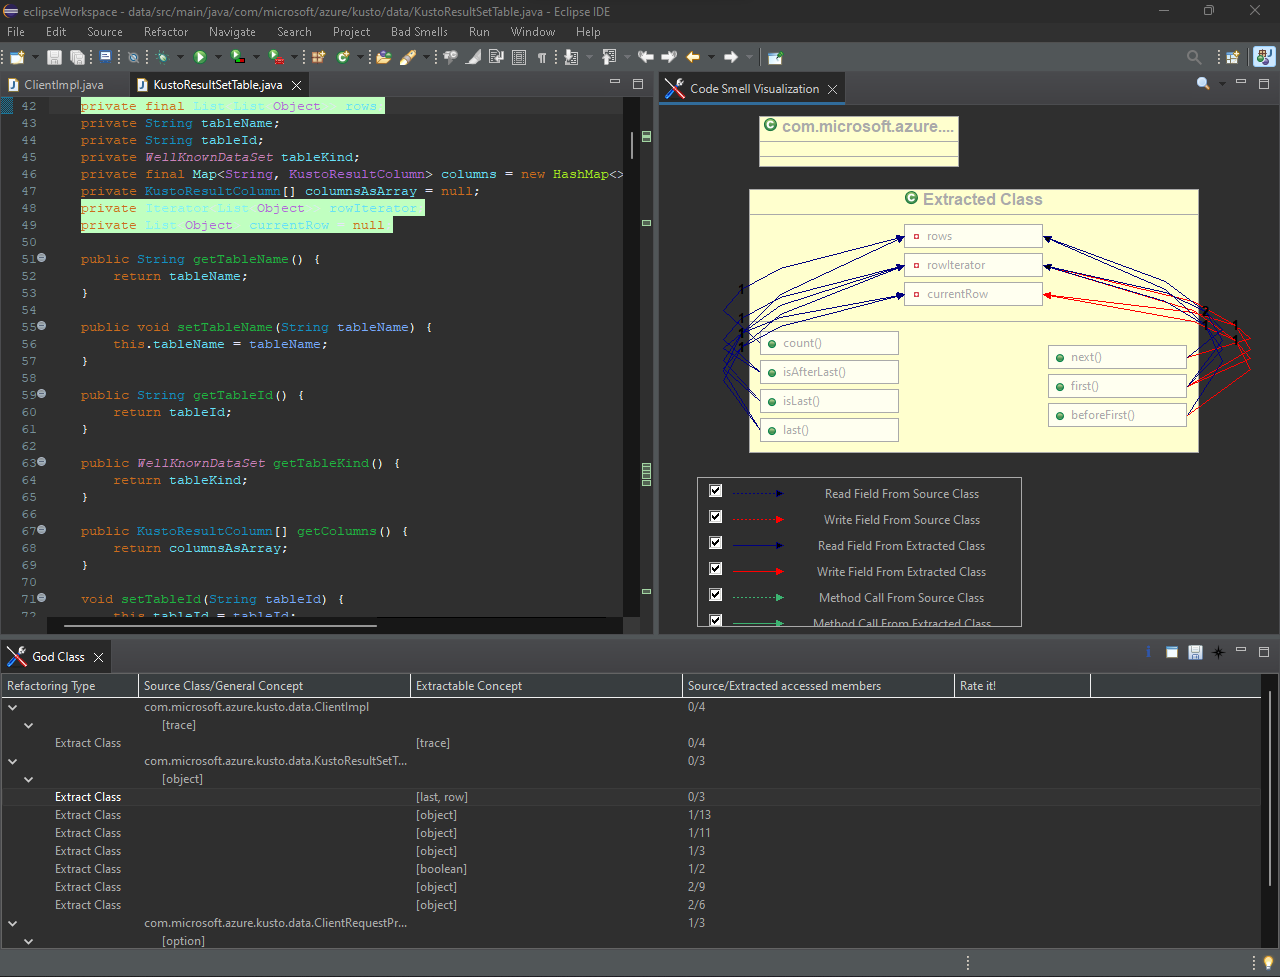 eclipseWorkspace - data/src/main/java/com/microsoft/azure/kusto/data/KustoResultSetTable.java - Eclipse IDE
File Edit Source Refactor Navigate Search Project Bad Smells Run Window Help
ClientImpl.java KustoResultSetTable.java
42 private final List List Object rows
43 private String tableName;
44 private String tableId;
45 private WellKnownDataSet tableKind;
46 private final Map<String, KustoResultColumn> columns = new HashMap<>
47 private KustoResultColumn[] columnsAsArray = null;
48 private Iterator List Object rowIterator
49 private List Object currentRow null
50
51 public String getTableName() {
52 return tableName;
53 }
54
55 public void setTableName(String tableName) {
56 this.tableName = tableName;
57 }
58
59 public String getTableId() {
60 return tableId;
61 }
62
63 public WellKnownDataSet getTableKind() {
64 return tableKind;
65 }
66
67 public KustoResultColumn[] getColumns() {
68 return columnsAsArray;
69 }
70
71 void setTableId(String tableId) {
72 this.tableId = tableId;
Code Smell Visualization
com.microsoft.azure....
Extracted Class
rows
rowIterator
currentRow
count()
isAfterLast()
isLast()
last()
next()
first()
beforeFirst()
Read Field From Source Class
Write Field From Source Class
Read Field From Extracted Class
Write Field From Extracted Class
Method Call From Source Class
Method Call From Extracted Class
God Class
Refactoring Type Source Class/General Concept Extractable Concept Source/Extracted accessed members Rate it!
com.microsoft.azure.kusto.data.ClientImpl 0/4
[trace]
Extract Class [trace] 0/4
com.microsoft.azure.kusto.data.KustoResultSetT... 0/3
[object]
Extract Class [last, row] 0/3
Extract Class [object] 1/13
Extract Class [object] 1/11
Extract Class [object] 1/3
Extract Class [boolean] 1/2
Extract Class [object] 2/9
Extract Class [object] 2/6
com.microsoft.azure.kusto.data.ClientRequestPr... 1/3
[option]